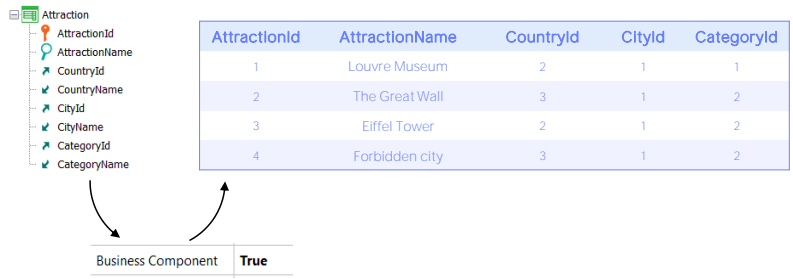 Attraction
AttractionId
AttractionName
CountryId
CountryName
CityId
CityName
CategoryId
CategoryName
AttractionId AttractionName CountryId CityId CategoryId
1 Louvre Museum 2 1 1
2 The Great Wall 3 1 2
3 Eiffel Tower 2 1 2
4 Forbidden city 3 1 2
Business Component True